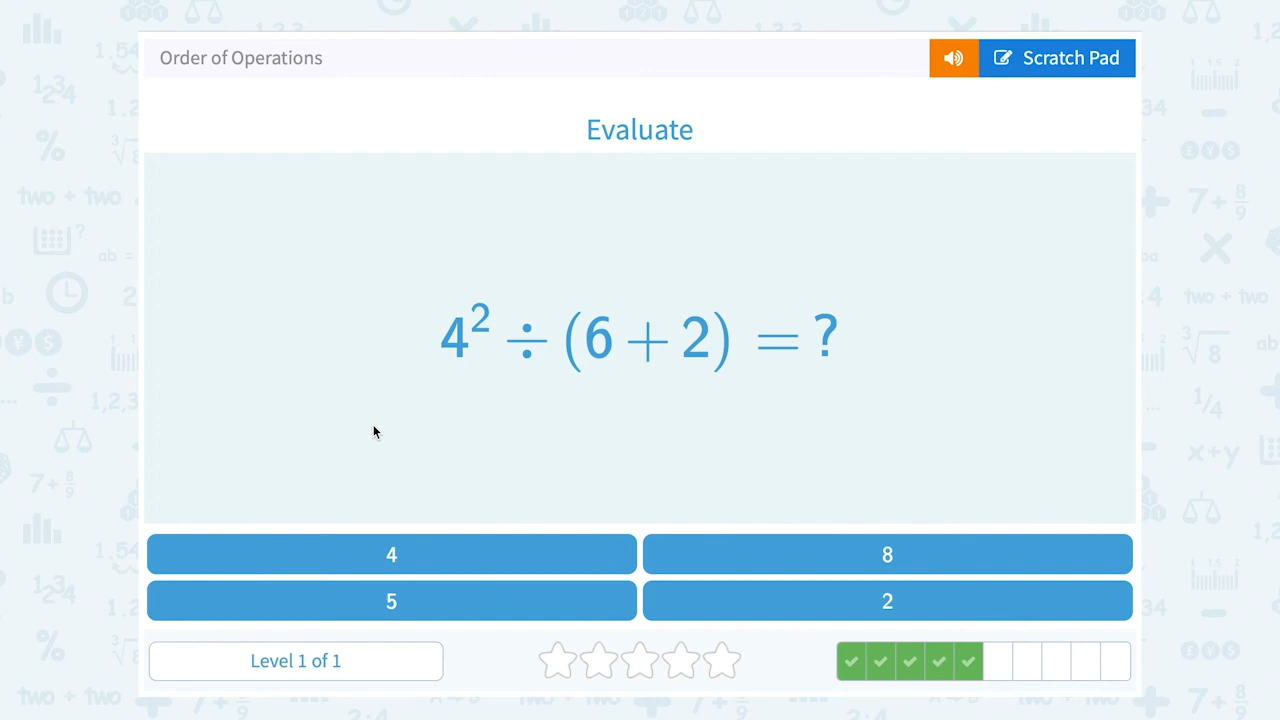 Order of Operations
Scratch Pad
Evaluate
4² ÷ (6 + 2) = ?
4
8
5
2
Level 1 of 1